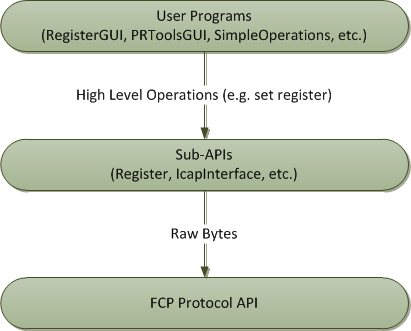 User Programs
(RegisterGUI, PRToolsGUI, SimpleOperations, etc.)
High Level Operations (e.g. set register)
Sub-APIs
(Register, IcapInterface, etc.)
Raw Bytes
FCP Protocol API